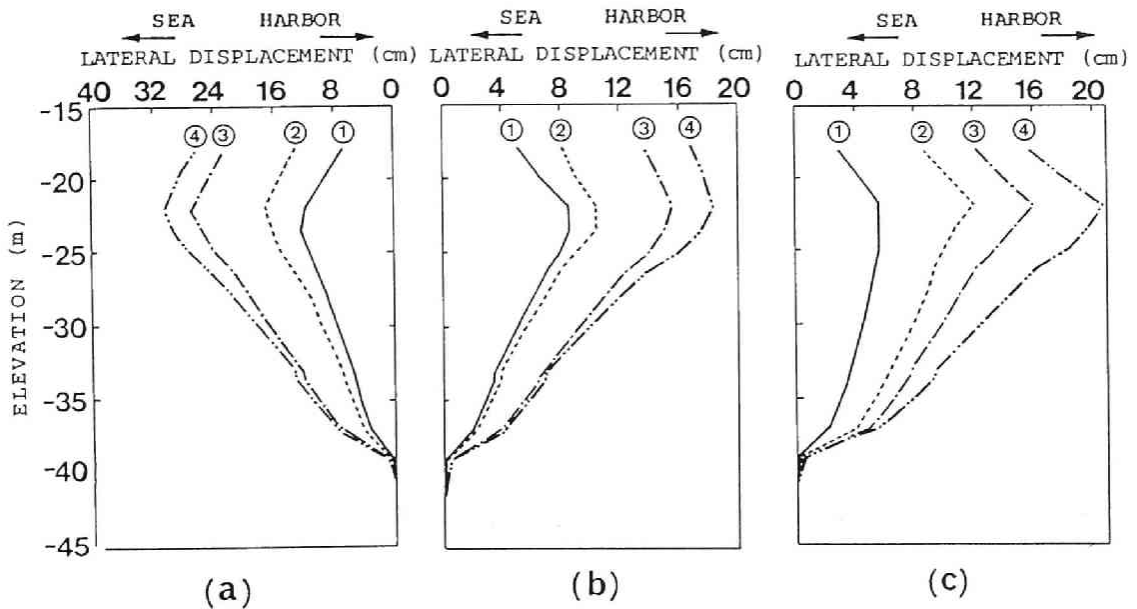 SEA HARBOR SEA HARBOR SEA HARBOR
LATERAL DISPLACEMENT (cm) LATERAL DISPLACEMENT (cm) LATERAL DISPLACEMENT (cm)
40 32 24 16 8 0 0 4 8 12 16 20 0 4 8 12 16 20
-15
④ ③ ② ① ① ② ③ ④ ① ② ③ ④
-20
-25
-30
-35
-40
-45
ELEVATION (m)
(a) (b) (c)